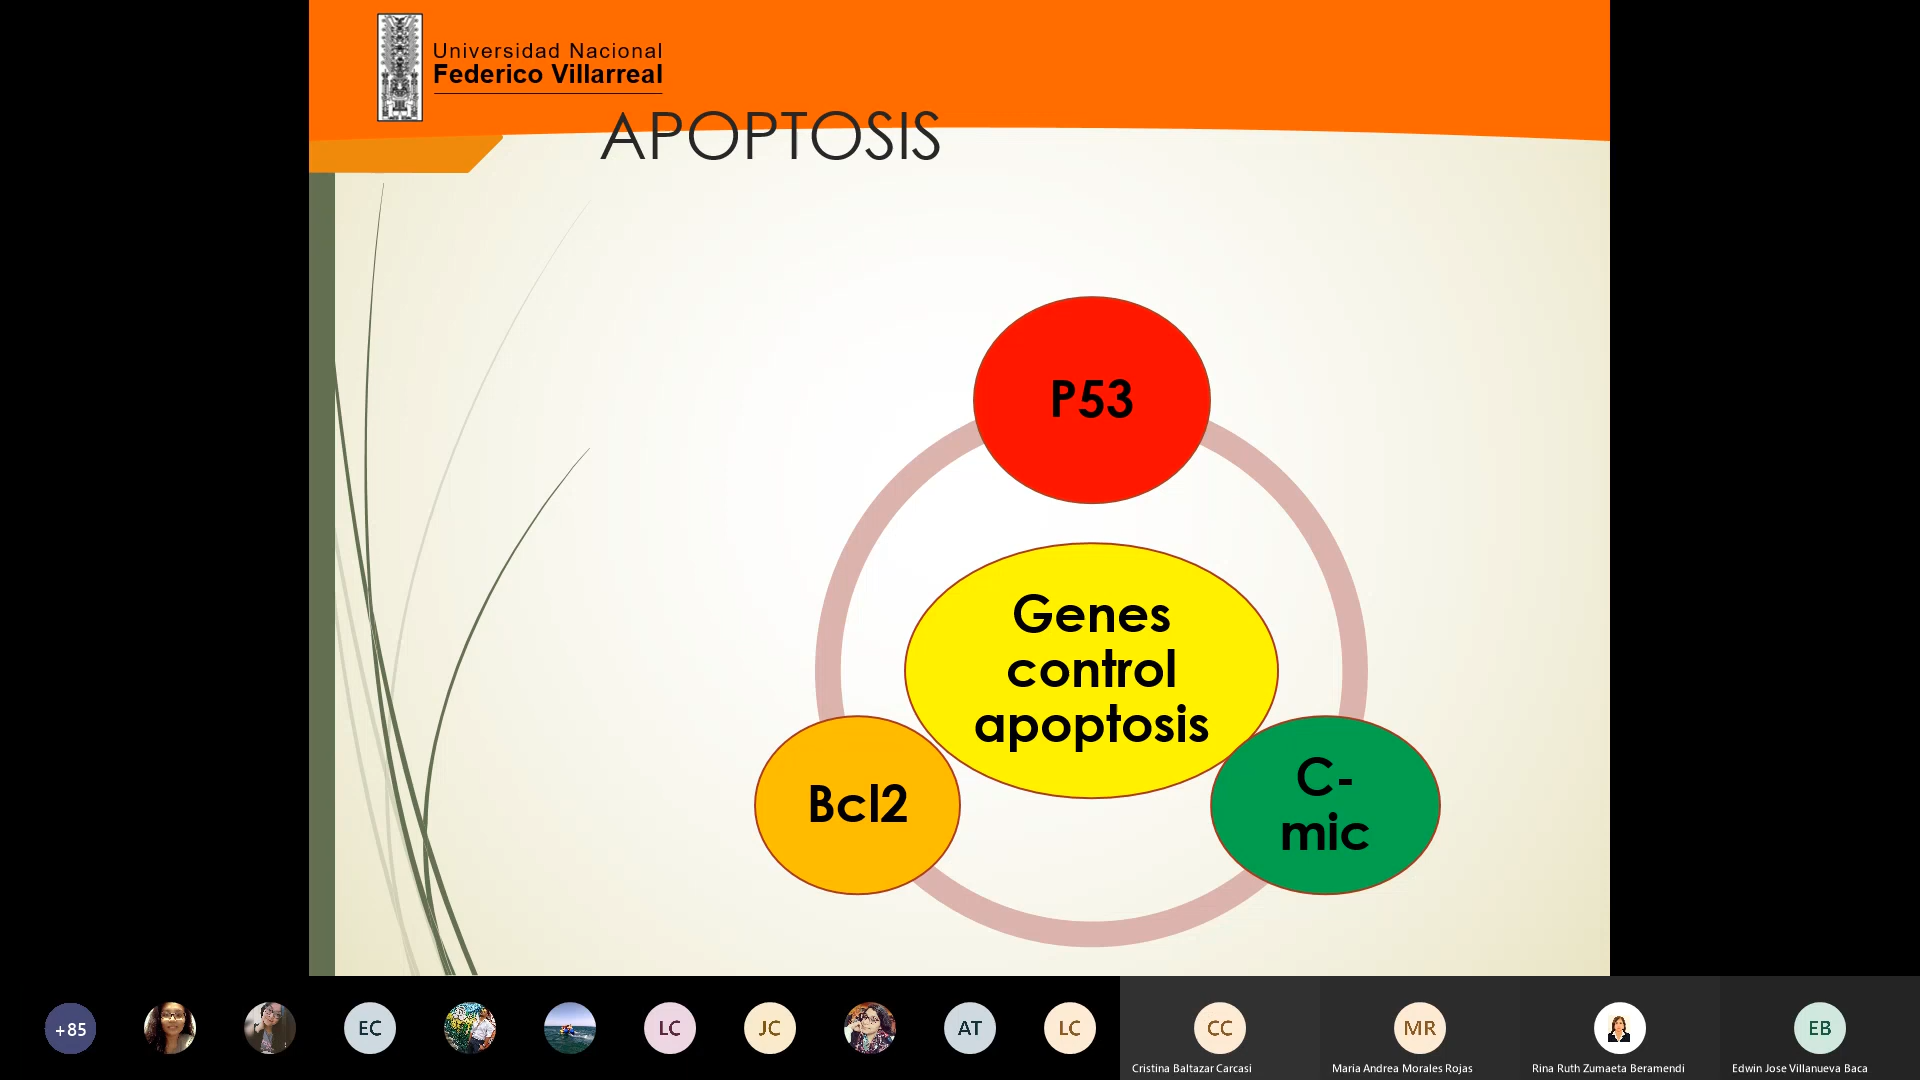 Universidad Nacional
Federico Villarreal
APOPTOSIS
P53
Genes
control
apoptosis
Bcl2
C-
mic
+85
EC
LC
JC
AT
LC
CC
MR
EB
Cristina Baltazar Carcasi
Maria Andrea Morales Rojas
Rina Ruth Zumaeta Beramendi
Edwin Jose Villanueva Baca